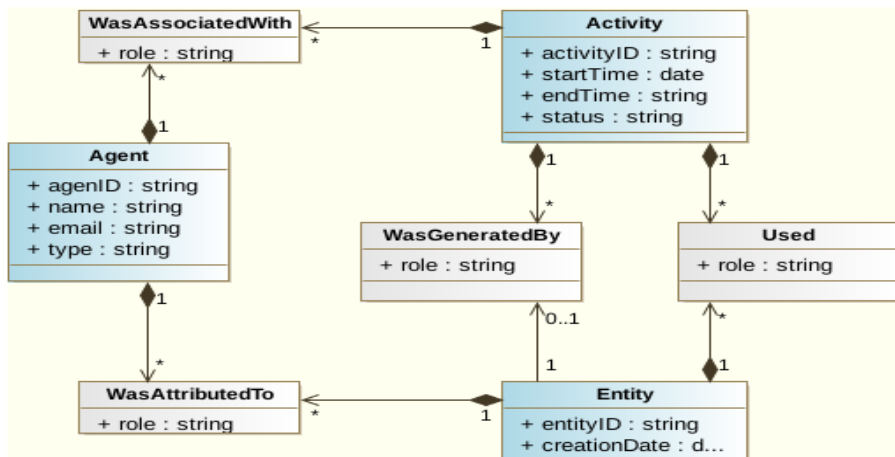 WasAssociatedWith
+ role : string
*
1
Activity
+ activityID : string
+ startTime : date
+ endTime : string
+ status : string
*
1
Agent
+ agenID : string
+ name : string
+ email : string
+ type : string
1
*
1
*
WasGeneratedBy
+ role : string
Used
+ role : string
1
*
0..1
1
*
1
WasAttributedTo
+ role : string
*
1
Entity
+ entityID : string
+ creationDate : d...